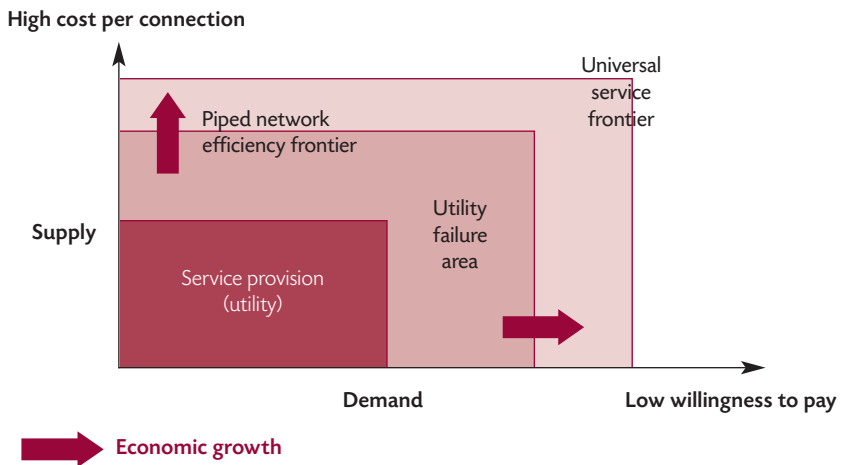 High cost per connection
Universal
service
frontier
Piped network
efficiency frontier
Utility
failure
area
Supply
Service provision
(utility)
Demand
Low willingness to pay
Economic growth